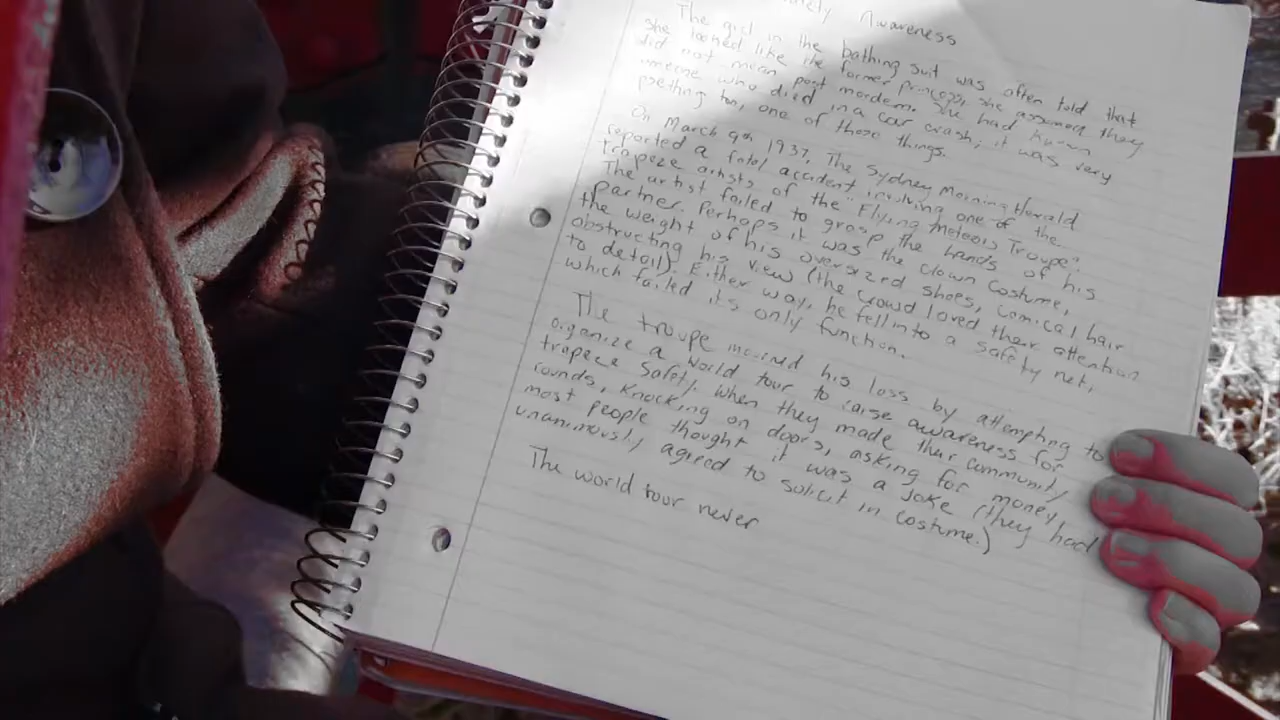 Awareness
The girl in the bathing suit was often told that
she looked like the former princess, she assumed they
did not mean post mordem. She had known
someone who died in a car crash; it was very
ton, one of those things.
On March 9th 1937, The Sydney Morning Herald
reported a fatal accident involving one of the
trapeze artists of the "Flying Meteors Troupe".
The artist failed to grasp the hands of his
partner. Perhaps it was the clown costume,
the weight of his oversized shoes, comical hair
obstructing his view (the crowd loved their attention
to detail). Either way, he fell into a safety net,
which failed its only function.
The troupe mourned his loss by attempting to
organize a world tour to raise awareness for
trapeze safety. When they made their community
rounds, knocking on doors, asking for money,
most people thought it was a joke (they had
unanimously agreed to solicit in costume.)
The world tour never